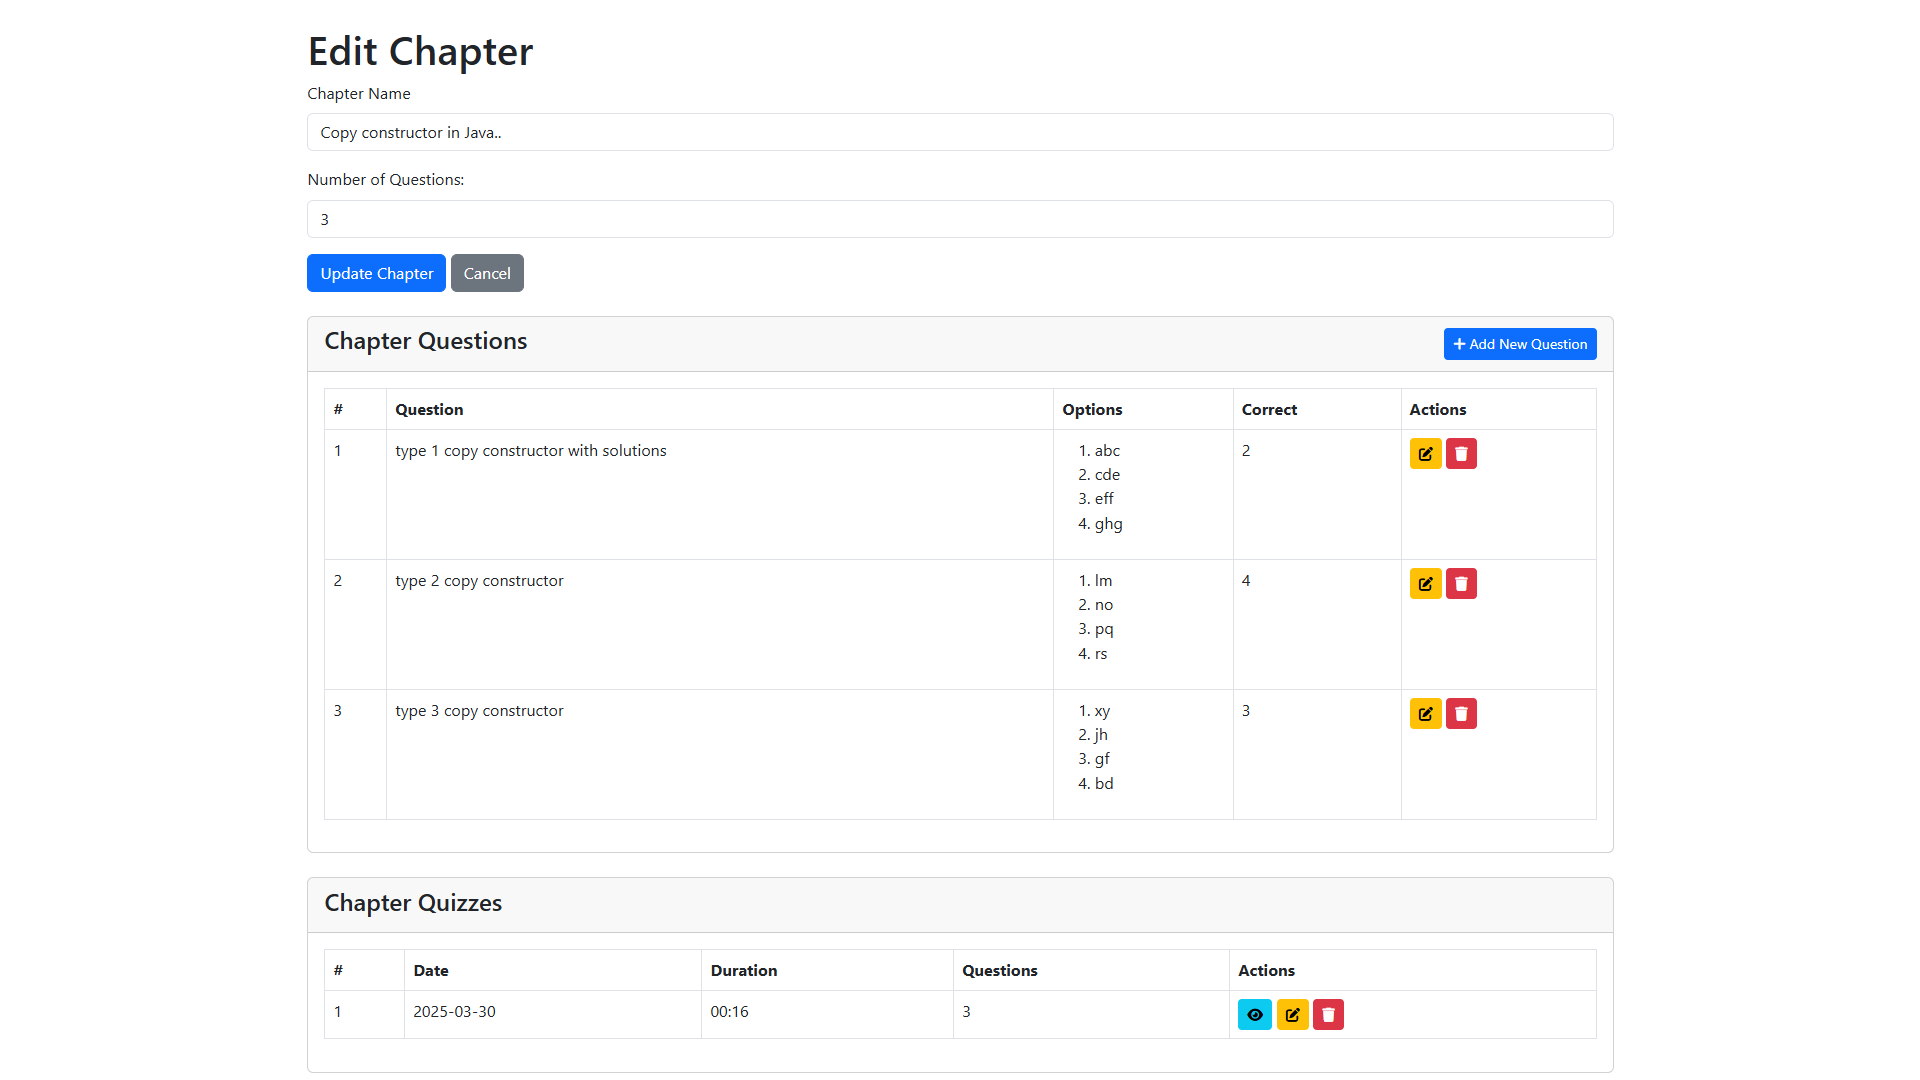 Edit Chapter
Chapter Name
Copy constructor in Java..
Number of Questions:
3
Update Chapter Cancel
Chapter Questions Add New Question
# Question Options Correct Actions
1 type 1 copy constructor with solutions 1. abc 2
2. cde
3. eff
4. ghg
2 type 2 copy constructor 1. lm 4
2. no
3. pq
4. rs
3 type 3 copy constructor 1. xy 3
2. jh
3. gf
4. bd
Chapter Quizzes
# Date Duration Questions Actions
1 2025-03-30 00:16 3